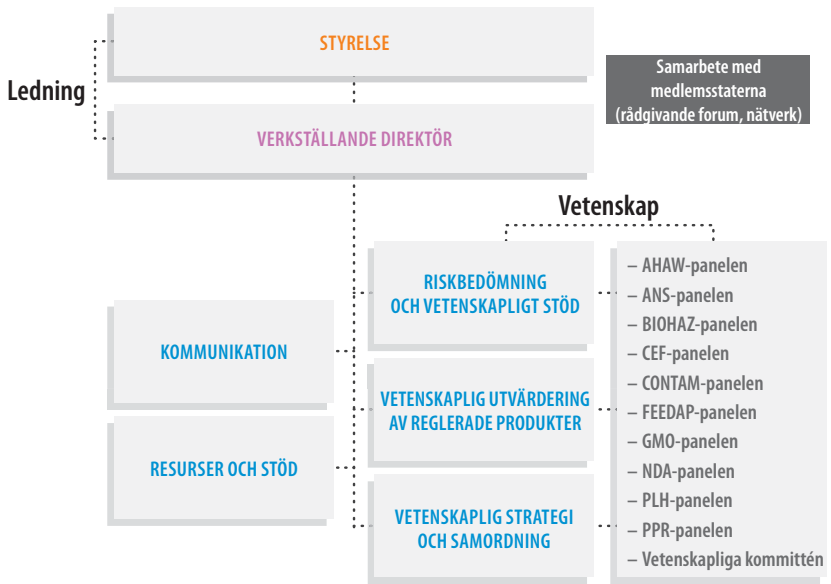 STYRELSE
Ledning
Samarbete med
medlemsstaterna
(rådgivande forum, nätverk)
VERKSTÄLLANDE DIREKTÖR
Vetenskap
RISKBEDÖMNING
OCH VETENSKAPLIGT STÖD
KOMMUNIKATION
VETENSKAPLIG UTVÄRDERING
AV REGLERADE PRODUKTER
RESURSER OCH STÖD
VETENSKAPLIG STRATEGI
OCH SAMORDNING
– AHAW-panelen
– ANS-panelen
– BIOHAZ-panelen
– CEF-panelen
– CONTAM-panelen
– FEEDAP-panelen
– GMO-panelen
– NDA-panelen
– PLH-panelen
– PPR-panelen
– Vetenskapliga kommittén